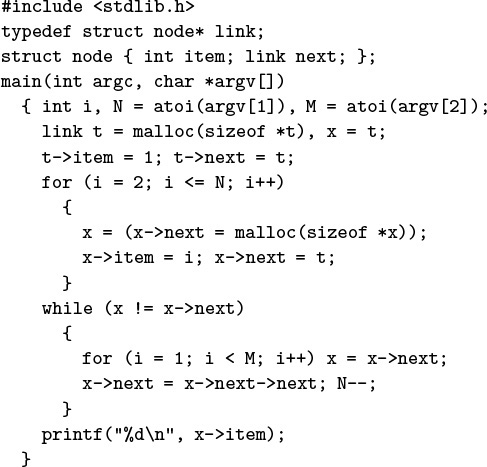 #include <stdlib.h>
typedef struct node* link;
struct node { int item; link next; };
main(int argc, char *argv[])
{ int i, N = atoi(argv[1]), M = atoi(argv[2]);
link t = malloc(sizeof *t), x = t;
t->item = 1; t->next = t;
for (i = 2; i <= N; i++)
{
x = (x->next = malloc(sizeof *x));
x->item = i; x->next = t;
}
while (x != x->next)
{
for (i = 1; i < M; i++) x = x->next;
x->next = x->next->next; N--;
}
printf("%d\n", x->item);
}